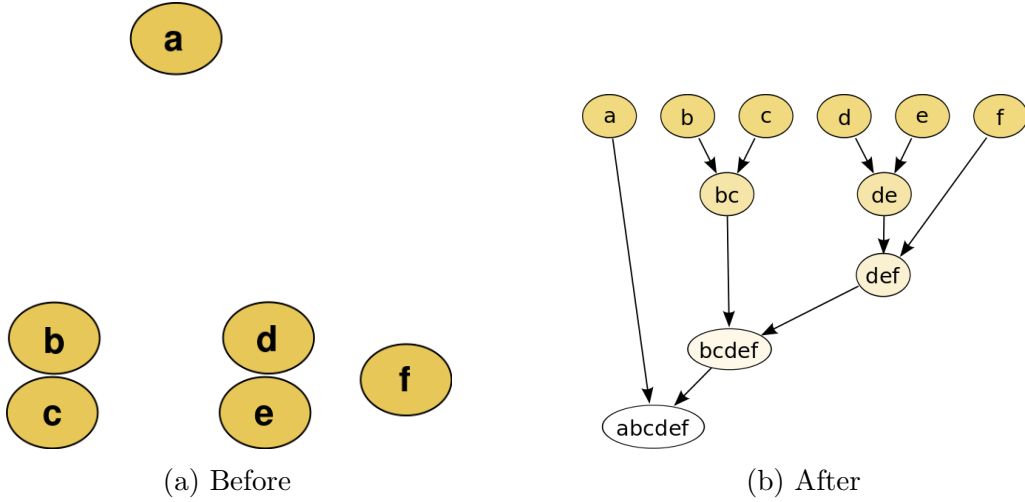 a
b
c
d
e
f
(a) Before
a b c d e f
bc de
def
bcdef
abcdef
(b) After